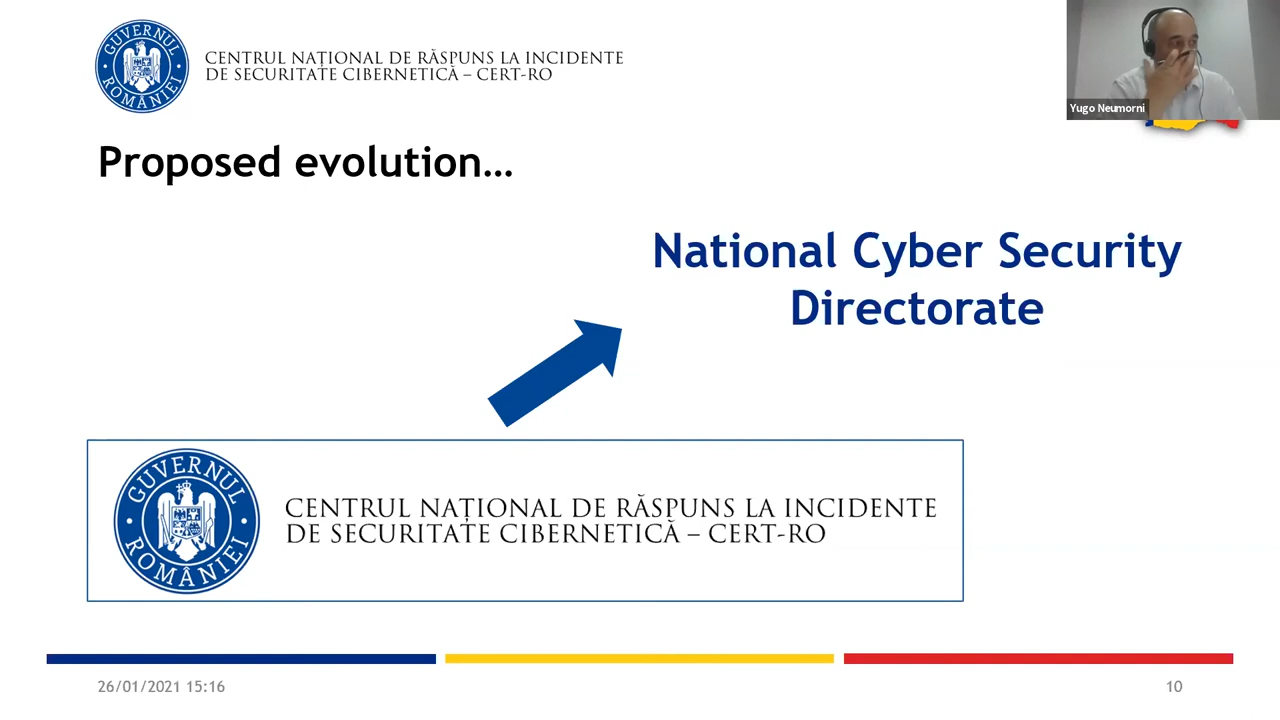 GUVERNUL
ROMÂNIEI
CENTRUL NAȚIONAL DE RĂSPUNS LA INCIDENTE
DE SECURITATE CIBERNETICĂ – CERT-RO
Yugo Neumorni
Proposed evolution...
National Cyber Security
Directorate
GUVERNUL
ROMÂNIEI
CENTRUL NAȚIONAL DE RĂSPUNS LA INCIDENTE
DE SECURITATE CIBERNETICĂ – CERT-RO
26/01/2021 15:16
10